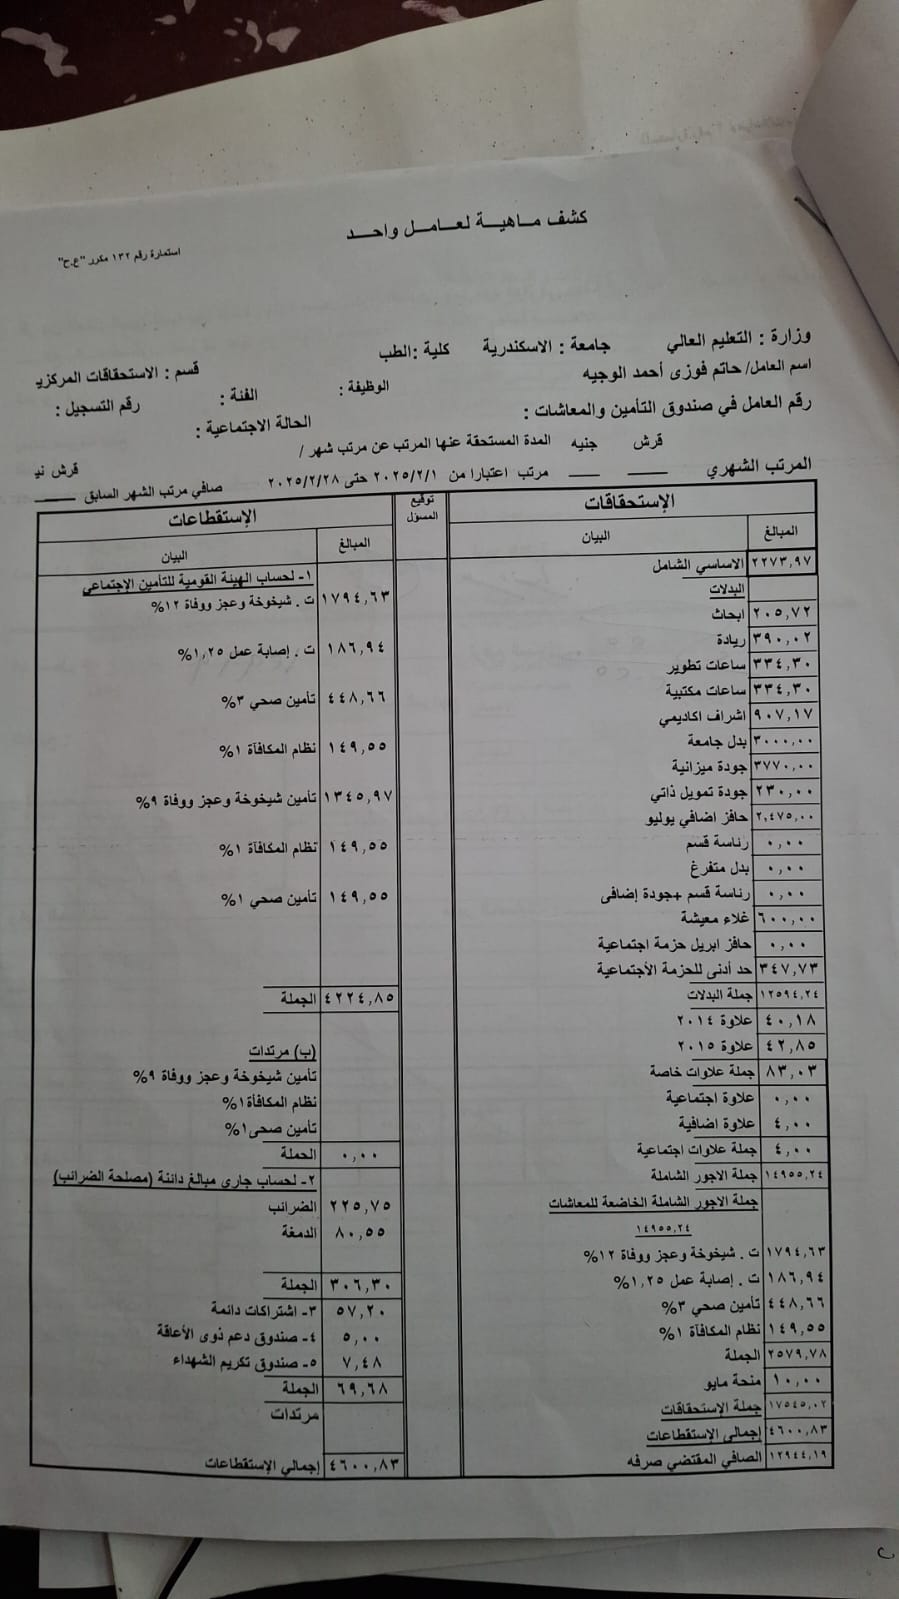 كشف ماهية لعامل واحد
استمارة رقم ١٣٢ مكرر "ع.ح"
وزارة : التعليم العالي جامعة : الاسكندرية كلية :الطب قسم : الاستحقاقات المركزي
اسم العامل/ حاتم فوزى أحمد الوجيه الوظيفة : الفئة : رقم التسجيل :
رقم العامل في صندوق التأمين والمعاشات : الحالة الاجتماعية :
قرش جنيه المدة المستحقة عنها المرتب عن مرتب شهر / قرش
المرتب الشهري مرتب اعتبارا من ٢٠٢٥/٢/١ حتى ٢٠٢٥/٢/٢٨ صافي مرتب الشهر السابق
الإستحقاقات
المبالغ البيان
٢٢٧٣,٩٧ الاساسي الشامل
البدلات
٢٠٥,٧٢ ابحاث
٣٩٠,٠٢ ريادة
٣٣٤,٣٠ ساعات تطوير
٣٣٤,٣٠ ساعات مكتبية
٩٠٧,١٧ اشراف اكاديمي
٣٠٠٠,٠٠ بدل جامعة
٣٧٧٠,٠٠ جودة ميزانية
٢٣٠,٠٠ جودة تمويل ذاتي
٢,٤٧٥,٠٠ حافز اضافي يوليو
٠,٠٠ رئاسة قسم
٠,٠٠ بدل متفرغ
٠,٠٠ رئاسة قسم +جودة إضافى
٦٠٠,٠٠ غلاء معيشة
٠,٠٠ حافز ابريل حزمة اجتماعية
٣٤٧,٧٣ حد أدنى للحزمة الأجتماعية
١٢٥٩٤,٢٤ جملة البدلات
٤٠,١٨ علاوة ٢٠١٤
٤٢,٨٥ علاوة ٢٠١٥
٨٣,٠٣ جملة علاوات خاصة
٠,٠٠ علاوة اجتماعية
٤,٠٠ علاوة اضافية
٤,٠٠ جملة علاوات اجتماعية
١٤٩٥٥,٢٤ جملة الاجور الشاملة
جملة الاجور الشاملة الخاضعة للمعاشات
١٤٩٥٥,٢٤
١٧٩٤,٦٣ ت . شيخوخة وعجز ووفاة ١٢%
١٨٦,٩٤ ت . إصابة عمل ١,٢٥%
٤٤٨,٦٦ تأمين صحي ٣%
١٤٩,٥٥ نظام المكافآة ١%
٢٥٧٩,٧٨ الجملة
١٠,٠٠ منحة مايو
١٧٥٤٥,٠٢ جملة الإستحقاقات
٤٦٠٠,٨٣ إجمالي الإستقطاعات
١٢٩٤٤,١٩ الصافي المقتضي صرفه
توقيع
المسؤل
الإستقطاعات
المبالغ البيان
١- لحساب الهيئة القومية للتأمين الإجتماعي
١٧٩٤,٦٣ ت . شيخوخة وعجز ووفاة ١٢%
١٨٦,٩٤ ت . إصابة عمل ١,٢٥%
٤٤٨,٦٦ تأمين صحي ٣%
١٤٩,٥٥ نظام المكافآة ١%
١٣٤٥,٩٧ تأمين شيخوخة وعجز ووفاة ٩%
١٤٩,٥٥ نظام المكافآة ١%
١٤٩,٥٥ تأمين صحي ١%
٤٢٢٤,٨٥ الجملة
(ب) مرتدات
تأمين شيخوخة وعجز ووفاة ٩%
نظام المكافأة١%
تأمين صحى١%
٠,٠٠ الحملة
٢- لحساب جاري مبالغ دائنة (مصلحة الضرائب)
٢٢٥,٧٥ الضرائب
٨٠,٥٥ الدمغة
٣٠٦,٣٠ الجملة
٥٧,٢٠ ٣- اشتراكات دائمة
٥,٠٠ ٤- صندوق دعم ذوى الأعاقة
٧,٤٨ ٥- صندوق تكريم الشهداء
٦٩,٦٨ الجملة
مرتدات
٤٦٠٠,٨٣ إجمالي الإستقطاعات